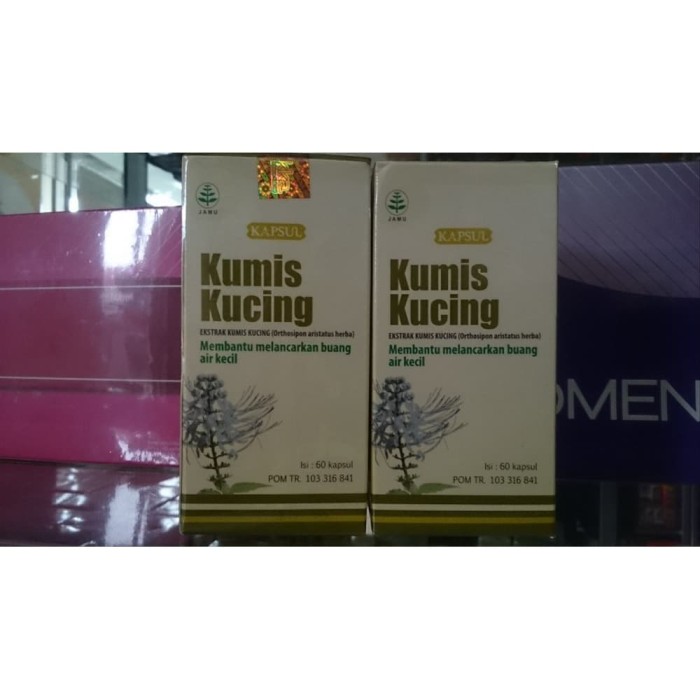 JAMU
KAPSUL
Kumis
Kucing
EKSTRAK KUMIS KUCING (Orthosipon aristatus herba)
Membantu melancarkan buang
air kecil
Isi : 60 kapsul
POM TR. 103 316 841
JAMU
KAPSUL
Kumis
Kucing
EKSTRAK KUMIS KUCING (Orthosipon aristatus herba)
Membantu melancarkan buang
air kecil
Isi : 60 kapsul
POM TR. 103 316 841
OMEN